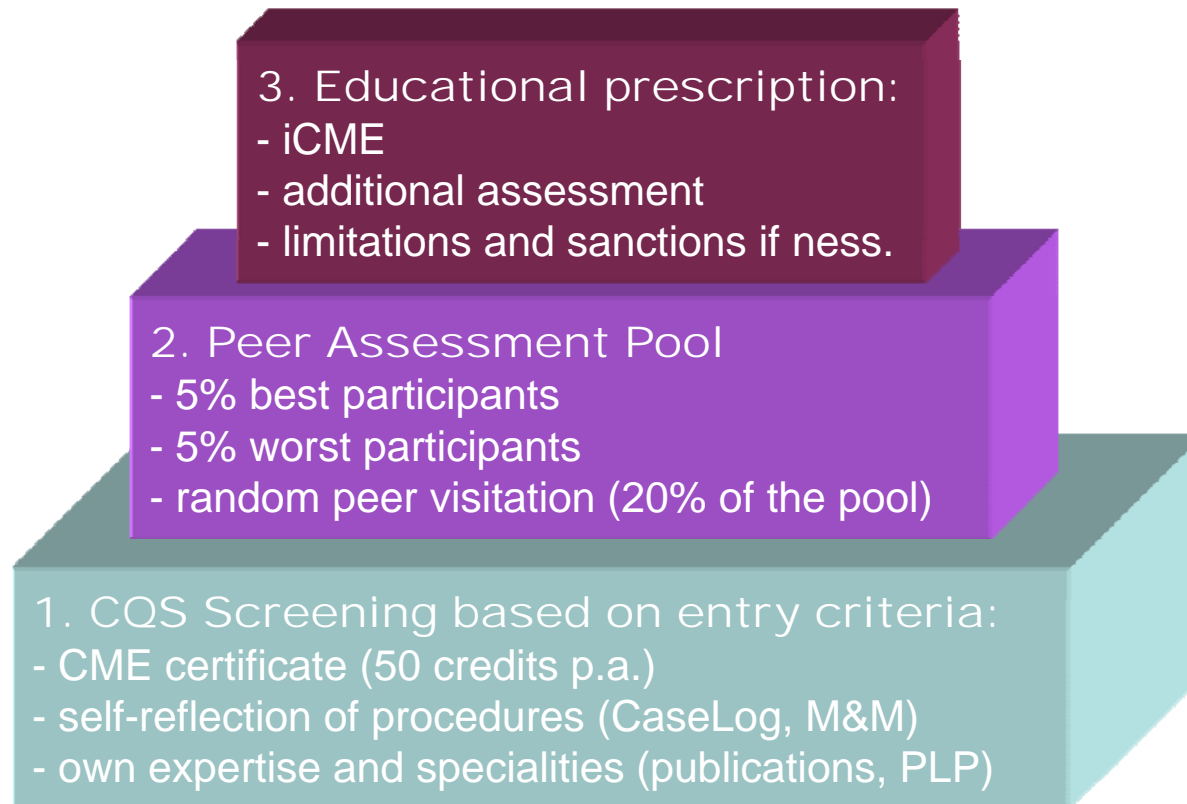 3. Educational prescription:
- iCME
- additional assessment
- limitations and sanctions if ness.
2. Peer Assessment Pool
- 5% best participants
- 5% worst participants
- random peer visitation (20% of the pool)
1. CQS Screening based on entry criteria:
- CME certificate (50 credits p.a.)
- self-reflection of procedures (CaseLog, M&M)
- own expertise and specialities (publications, PLP)